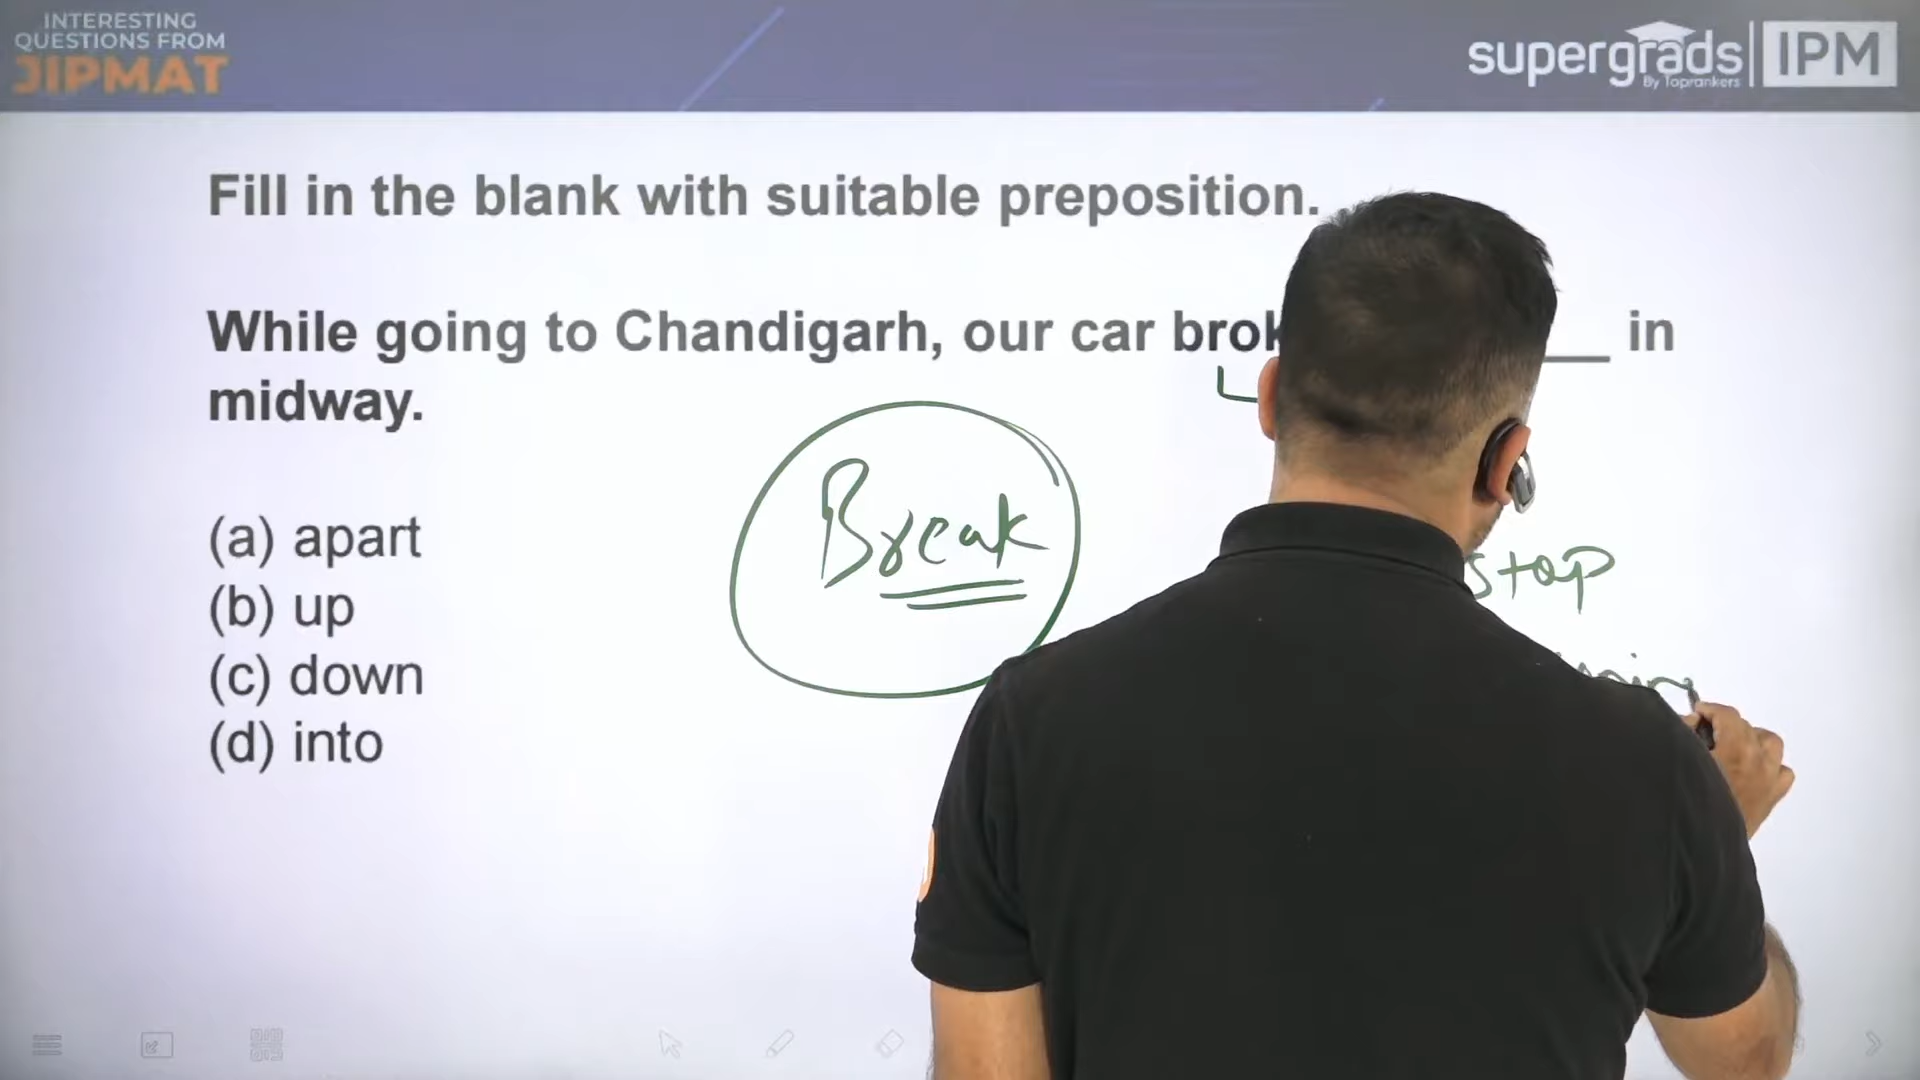 INTERESTING
QUESTIONS FROM
JIPMAT
supergrads
By Toprankers
IPM
Fill in the blank with suitable preposition.
While going to Chandigarh, our car brok ___ in
midway.
(a) apart
(b) up
(c) down
(d) into
Break
stop